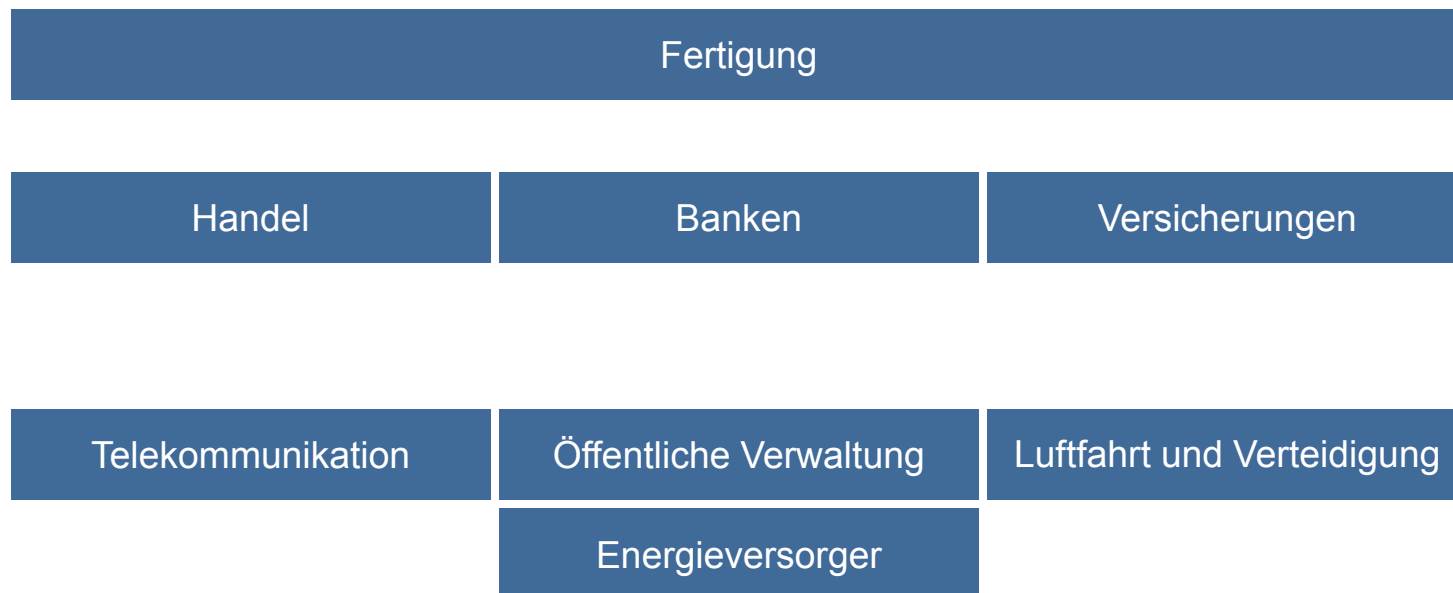 Fertigung
Handel
Banken
Versicherungen
Telekommunikation
Öffentliche Verwaltung
Luftfahrt und Verteidigung
Energieversorger